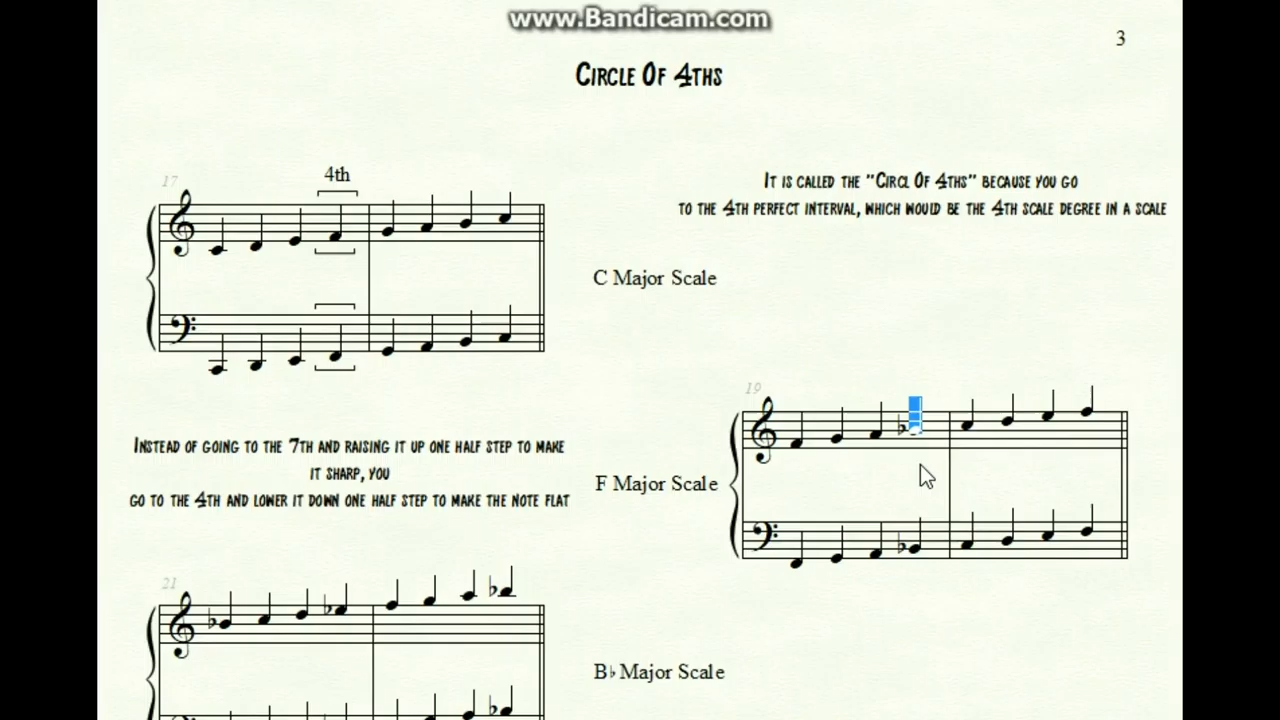 www.Bandicam.com
3
CIRCLE OF 4THS
4th
17
IT IS CALLED THE "CIRCL OF 4THS" BECAUSE YOU GO
TO THE 4TH PERFECT INTERVAL, WHICH WOULD BE THE 4TH SCALE DEGREE IN A SCALE
C Major Scale
19
INSTEAD OF GOING TO THE 7TH AND RAISING IT UP ONE HALF STEP TO MAKE
IT SHARP, YOU
GO TO THE 4TH AND LOWER IT DOWN ONE HALF STEP TO MAKE THE NOTE FLAT
F Major Scale
21
B♭ Major Scale